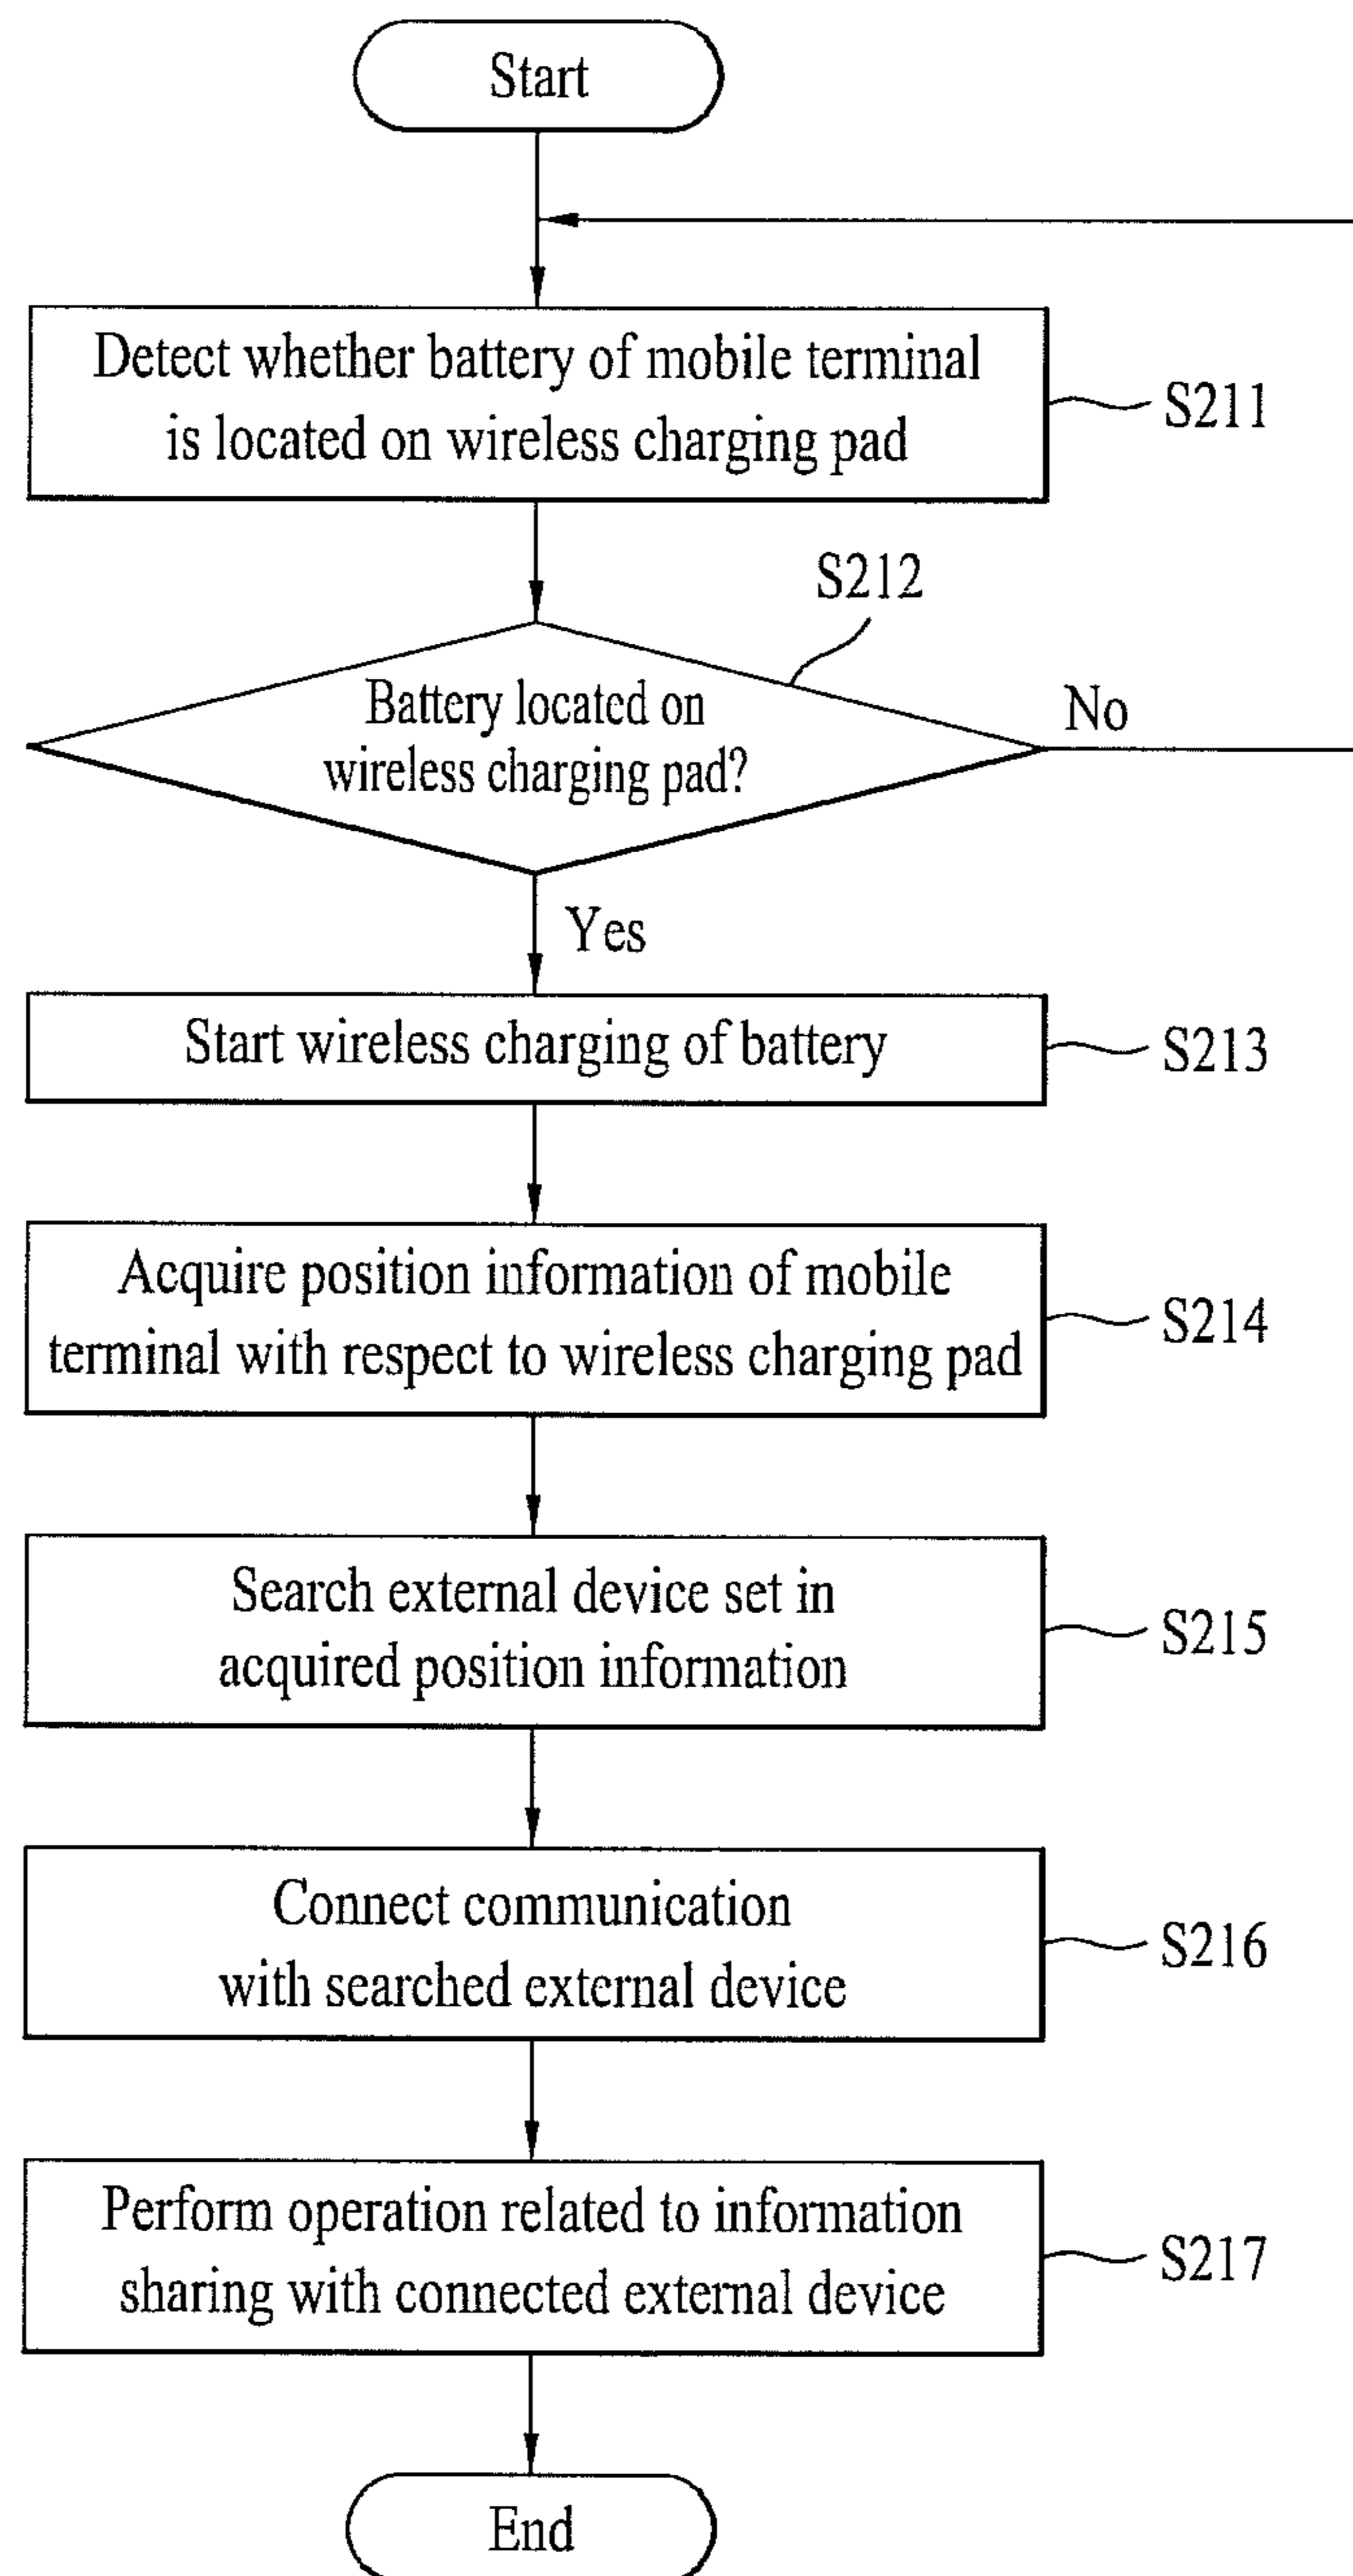 Start
Detect whether battery of mobile terminal
is located on wireless charging pad
S211
S212
Battery located on
wireless charging pad?
No
Yes
Start wireless charging of battery
S213
Acquire position information of mobile
terminal with respect to wireless charging pad
S214
Search external device set in
acquired position information
S215
Connect communication
with searched external device
S216
Perform operation related to information
sharing with connected external device
S217
End